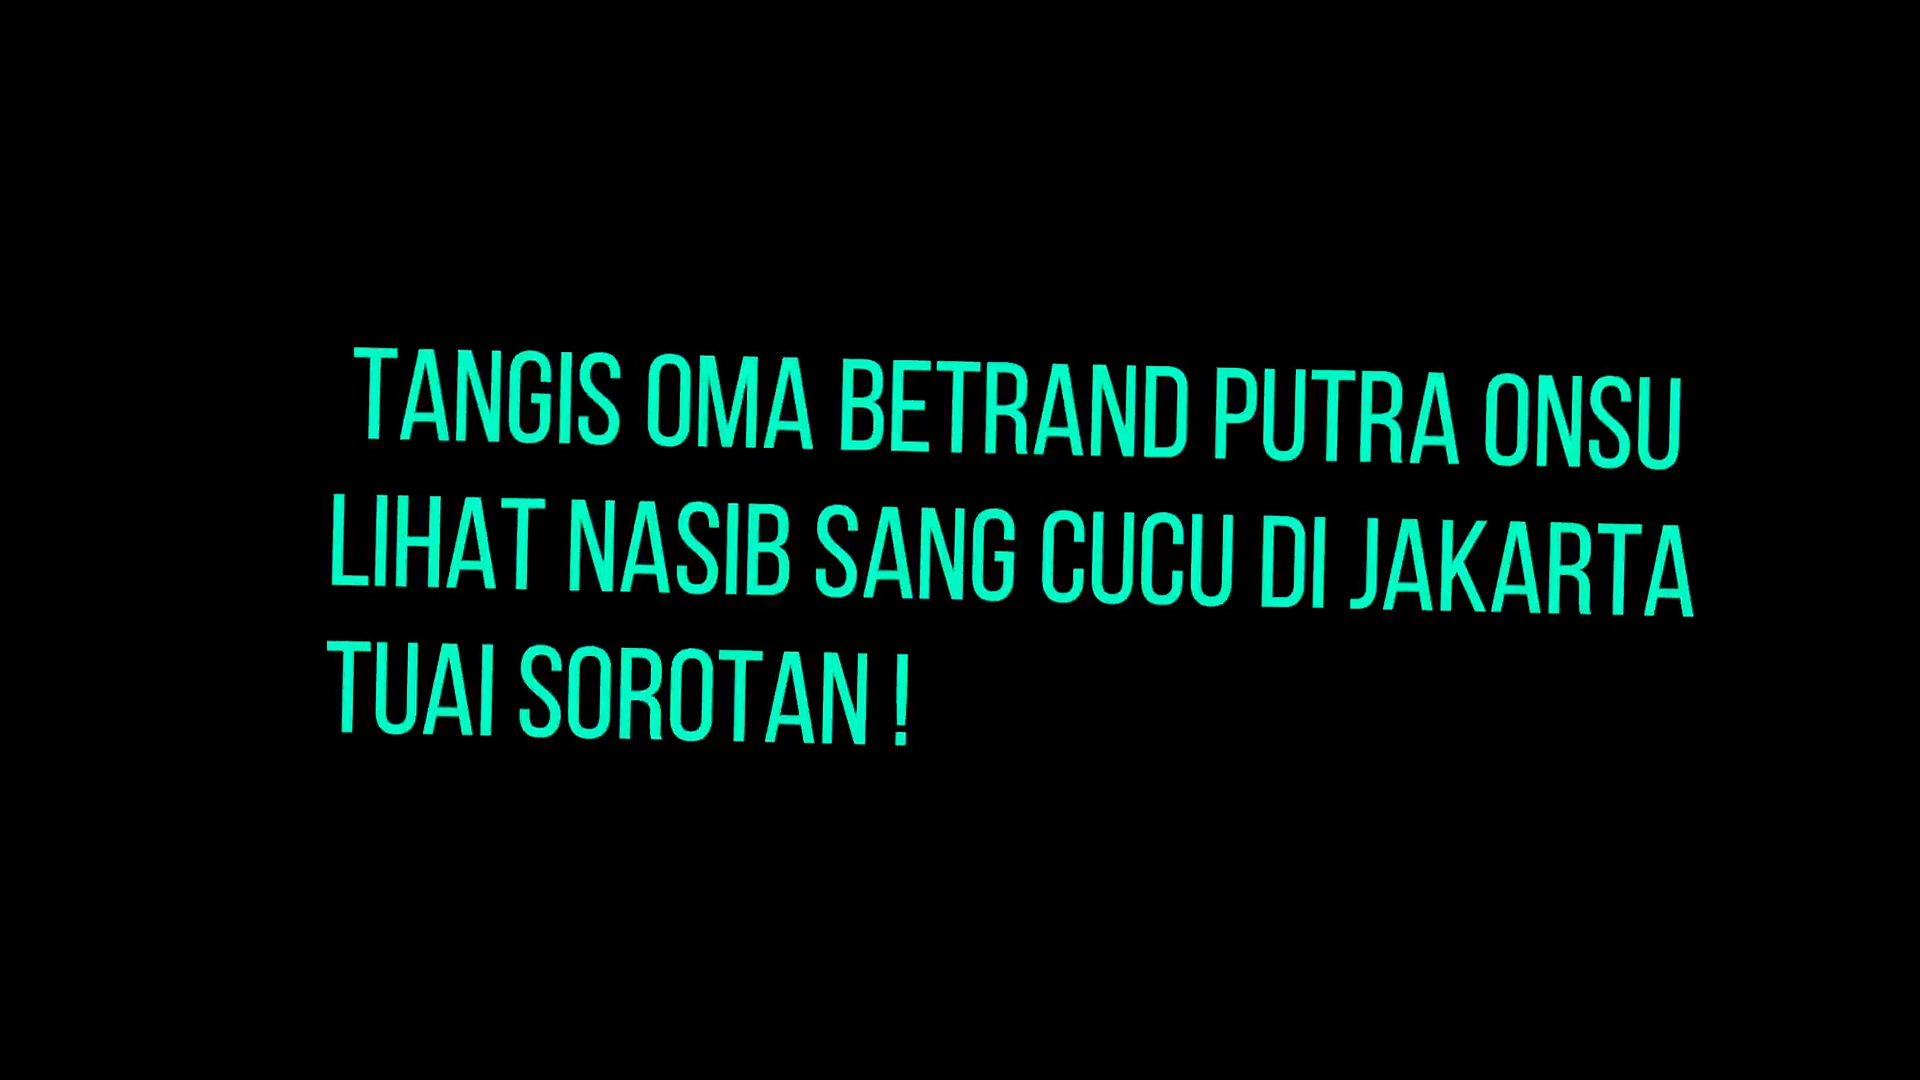 TANGIS OMA BETRAND PUTRA ONSU
LIHAT NASIB SANG CUCU DI JAKARTA
TUAI SOROTAN !